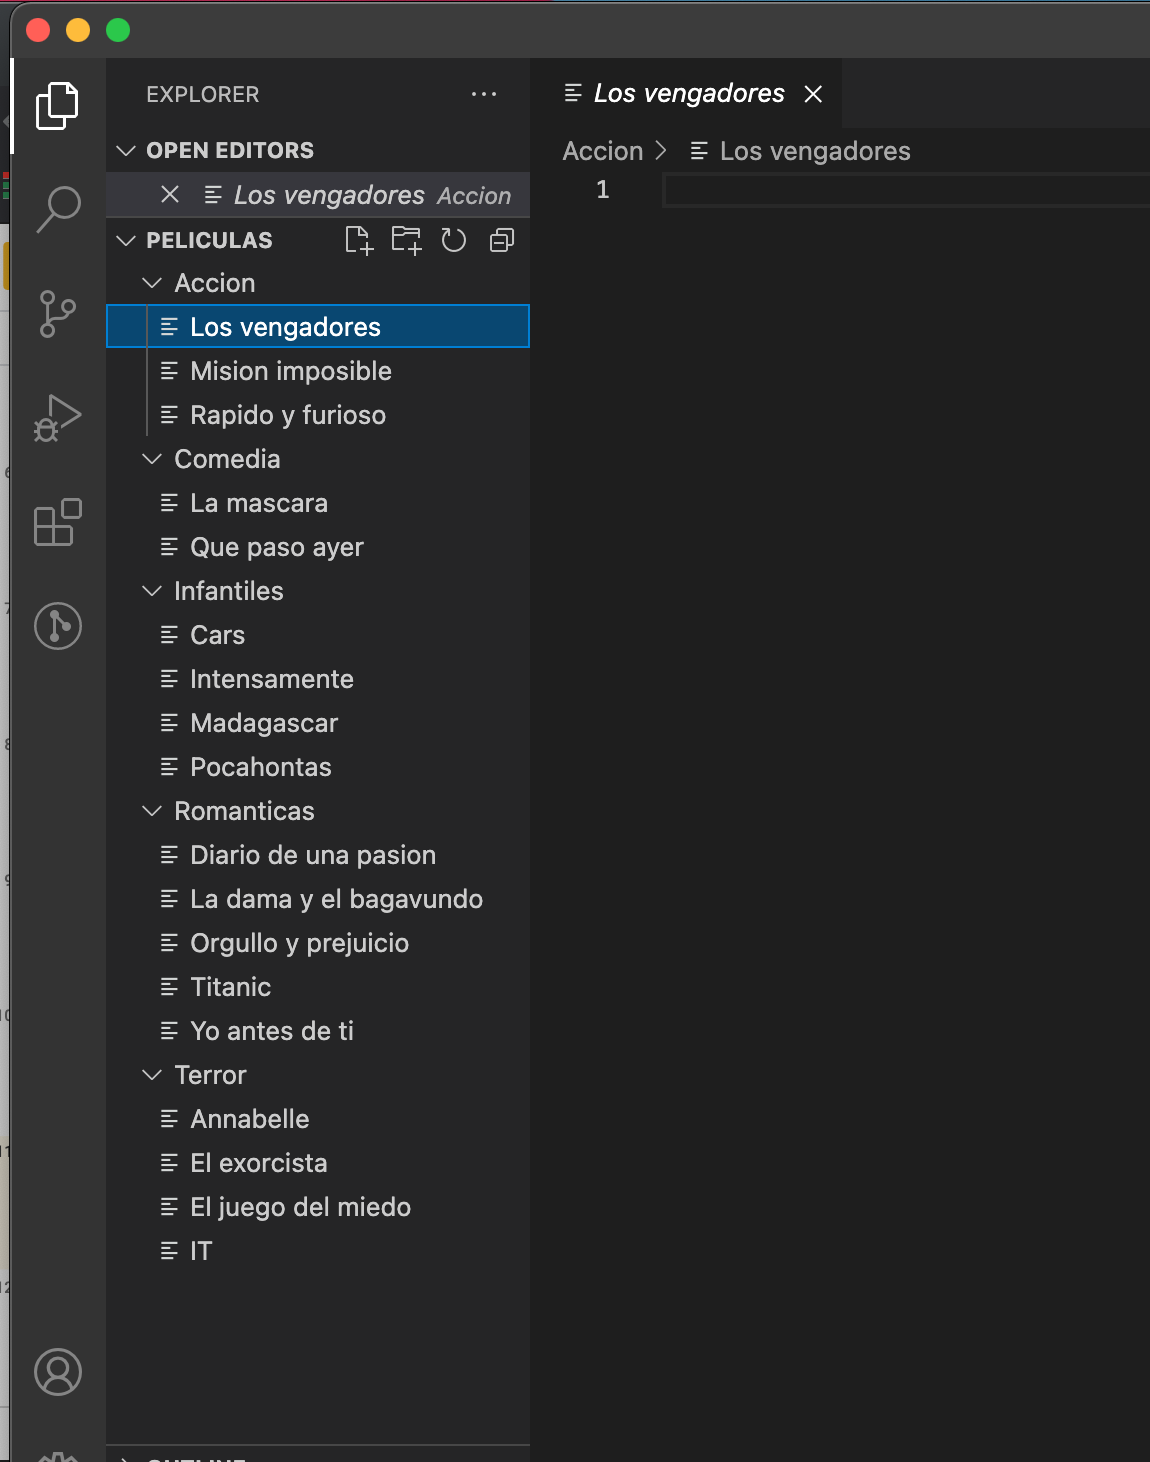 EXPLORER
OPEN EDITORS
Los vengadores Accion
PELICULAS
Accion
Los vengadores
Mision imposible
Rapido y furioso
Comedia
La mascara
Que paso ayer
Infantiles
Cars
Intensamente
Madagascar
Pocahontas
Romanticas
Diario de una pasion
La dama y el bagavundo
Orgullo y prejuicio
Titanic
Yo antes de ti
Terror
Annabelle
El exorcista
El juego del miedo
IT
Los vengadores
Accion > Los vengadores
1